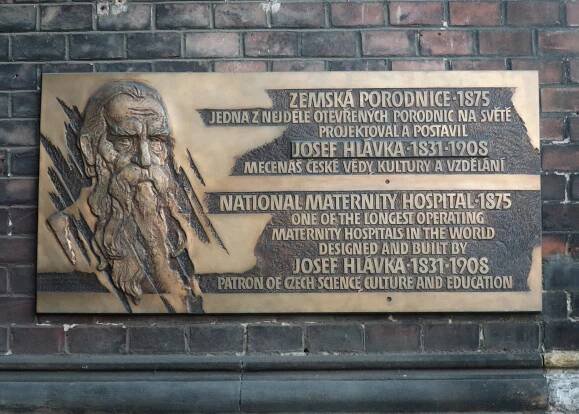 ZEMSKÁ PORODNICE·1875
JEDNA Z NEJDÉLE OTEVŘENÝCH PORODNIC NA SVĚTĚ
PROJEKTOVAL A POSTAVIL
JOSEF HLÁVKA·1831-1908
MECENÁŠ ČESKÉ VĚDY, KULTURY A VZDĚLÁNÍ
NATIONAL MATERNITY HOSPITAL·1875
ONE OF THE LONGEST OPERATING
MATERNITY HOSPITALS IN THE WORLD
DESIGNED AND BUILT BY
JOSEF HLÁVKA·1831-1908
PATRON OF CZECH SCIENCE CULTURE AND EDUCATION